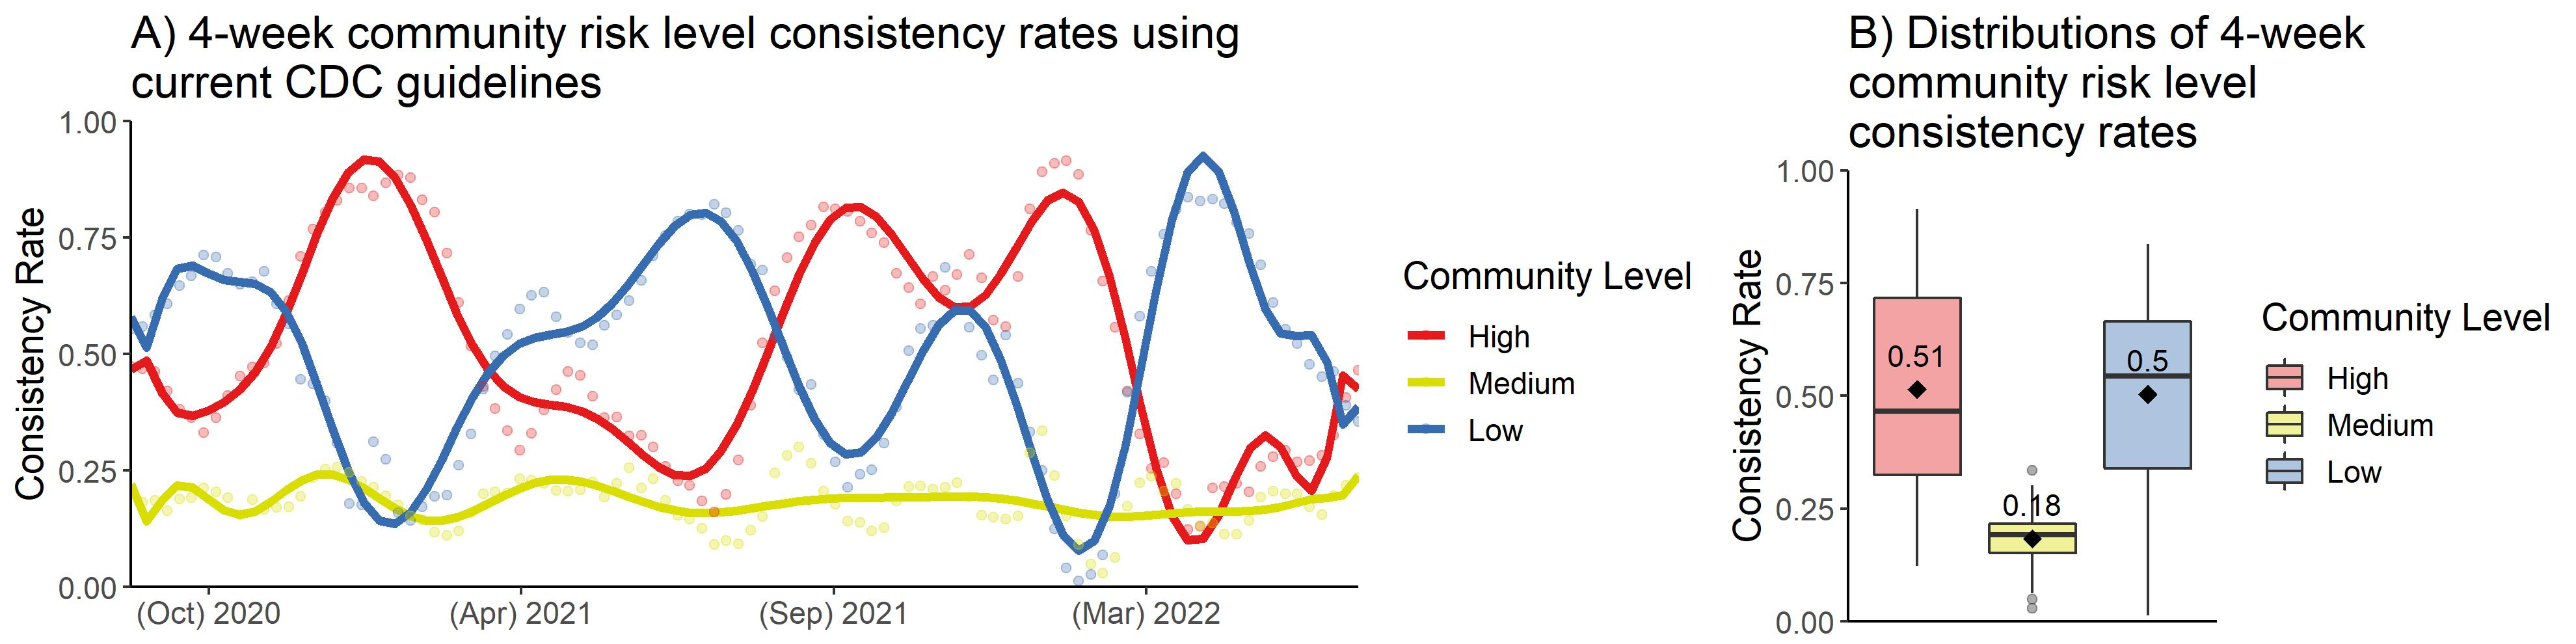 A) 4-week community risk level consistency rates using
current CDC guidelines
Consistency Rate
1.00
0.75
0.50
0.25
0.00
(Oct) 2020
(Apr) 2021
(Sep) 2021
(Mar) 2022
Community Level
High
Medium
Low
B) Distributions of 4-week
community risk level
consistency rates
Consistency Rate
1.00
0.75
0.50
0.25
0.00
0.51
0.18
0.5
Community Level
High
Medium
Low